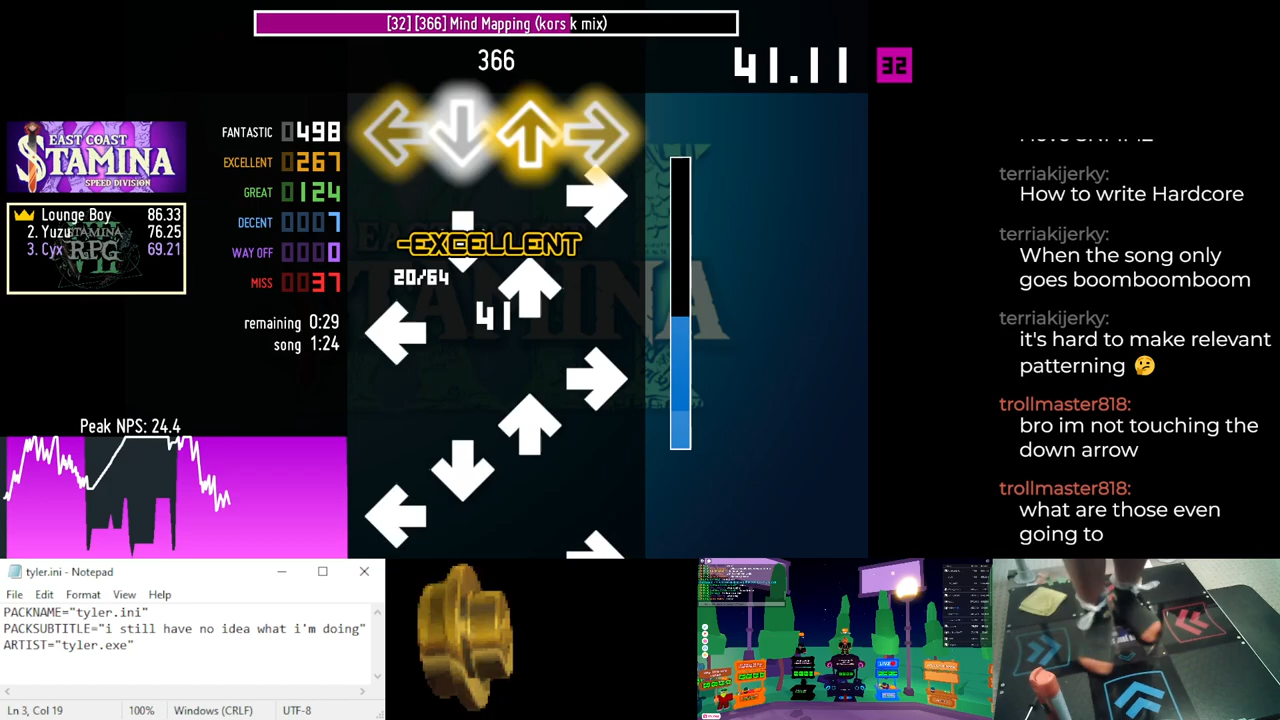 [32] [366] Mind Mapping (kors k mix)
366
41.11
32
EAST COAST
STAMINA
SPEED DIVISION
FANTASTIC 0498
EXCELLENT 0267
GREAT 0124
DECENT 0007
WAY OFF 0000
MISS 0037
Lounge Boy 86.33
2. Yuzu 76.25
3. Cyx 69.21
STAMINA
RPG
remaining 0:29
song 1:24
-EXCELLENT
20/64
41
Peak NPS: 24.4
terriakijerky:
How to write Hardcore
terriakijerky:
When the song only
goes boomboomboom
terriakijerky:
it's hard to make relevant
patterning 🤔
trollmaster818:
bro im not touching the
down arrow
trollmaster818:
what are those even
going to
tyler.ini - Notepad
File Edit Format View Help
PACKNAME="tyler.ini"
PACKSUBTITLE="i still have no idea what i'm doing"
ARTIST="tyler.exe"
Ln 3, Col 19 100% Windows (CRLF) UTF-8